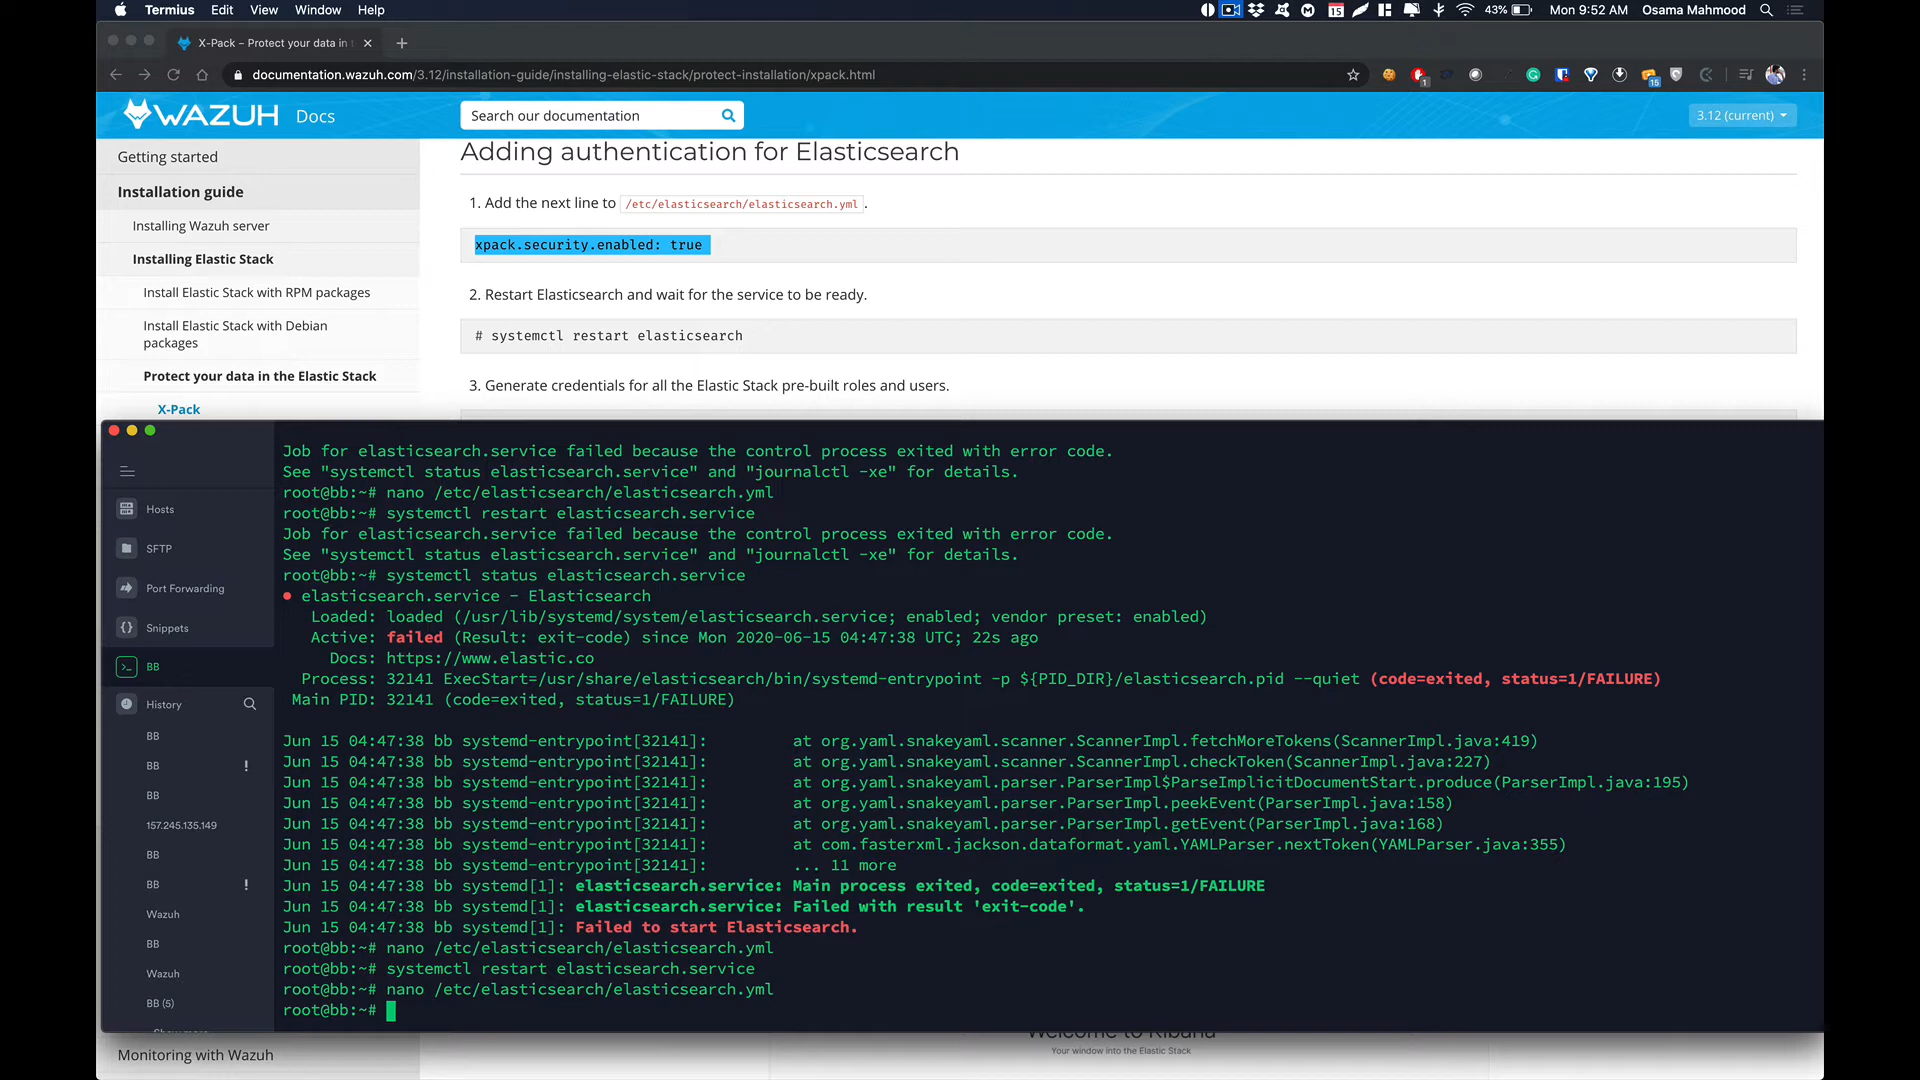 Termius Edit View Window Help
15 43% Mon 9:52 AM Osama Mahmood
X-Pack – Protect your data in
documentation.wazuh.com/3.12/installation-guide/installing-elastic-stack/protect-installation/xpack.html
WAZUH Docs
Search our documentation
3.12 (current)
Getting started
Installation guide
Installing Wazuh server
Installing Elastic Stack
Install Elastic Stack with RPM packages
Install Elastic Stack with Debian
packages
Protect your data in the Elastic Stack
X-Pack
Adding authentication for Elasticsearch
1. Add the next line to /etc/elasticsearch/elasticsearch.yml.
xpack.security.enabled: true
2. Restart Elasticsearch and wait for the service to be ready.
# systemctl restart elasticsearch
3. Generate credentials for all the Elastic Stack pre-built roles and users.
Hosts
SFTP
Port Forwarding
Snippets
BB
History
BB
BB !
BB
157.245.135.149
BB
BB !
Wazuh
BB
Wazuh
BB (5)
Job for elasticsearch.service failed because the control process exited with error code.
See "systemctl status elasticsearch.service" and "journalctl -xe" for details.
root@bb:~# nano /etc/elasticsearch/elasticsearch.yml
root@bb:~# systemctl restart elasticsearch.service
Job for elasticsearch.service failed because the control process exited with error code.
See "systemctl status elasticsearch.service" and "journalctl -xe" for details.
root@bb:~# systemctl status elasticsearch.service
● elasticsearch.service - Elasticsearch
Loaded: loaded (/usr/lib/systemd/system/elasticsearch.service; enabled; vendor preset: enabled)
Active: failed (Result: exit-code) since Mon 2020-06-15 04:47:38 UTC; 22s ago
Docs: https://www.elastic.co
Process: 32141 ExecStart=/usr/share/elasticsearch/bin/systemd-entrypoint -p ${PID_DIR}/elasticsearch.pid --quiet (code=exited, status=1/FAILURE)
Main PID: 32141 (code=exited, status=1/FAILURE)
Jun 15 04:47:38 bb systemd-entrypoint[32141]: at org.yaml.snakeyaml.scanner.ScannerImpl.fetchMoreTokens(ScannerImpl.java:419)
Jun 15 04:47:38 bb systemd-entrypoint[32141]: at org.yaml.snakeyaml.scanner.ScannerImpl.checkToken(ScannerImpl.java:227)
Jun 15 04:47:38 bb systemd-entrypoint[32141]: at org.yaml.snakeyaml.parser.ParserImpl$ParseImplicitDocumentStart.produce(ParserImpl.java:195)
Jun 15 04:47:38 bb systemd-entrypoint[32141]: at org.yaml.snakeyaml.parser.ParserImpl.peekEvent(ParserImpl.java:158)
Jun 15 04:47:38 bb systemd-entrypoint[32141]: at org.yaml.snakeyaml.parser.ParserImpl.getEvent(ParserImpl.java:168)
Jun 15 04:47:38 bb systemd-entrypoint[32141]: at com.fasterxml.jackson.dataformat.yaml.YAMLParser.nextToken(YAMLParser.java:355)
Jun 15 04:47:38 bb systemd-entrypoint[32141]: ... 11 more
Jun 15 04:47:38 bb systemd[1]: elasticsearch.service: Main process exited, code=exited, status=1/FAILURE
Jun 15 04:47:38 bb systemd[1]: elasticsearch.service: Failed with result 'exit-code'.
Jun 15 04:47:38 bb systemd[1]: Failed to start Elasticsearch.
root@bb:~# nano /etc/elasticsearch/elasticsearch.yml
root@bb:~# systemctl restart elasticsearch.service
root@bb:~# nano /etc/elasticsearch/elasticsearch.yml
root@bb:~#
Welcome to Kibana
Your window into the Elastic Stack
Monitoring with Wazuh